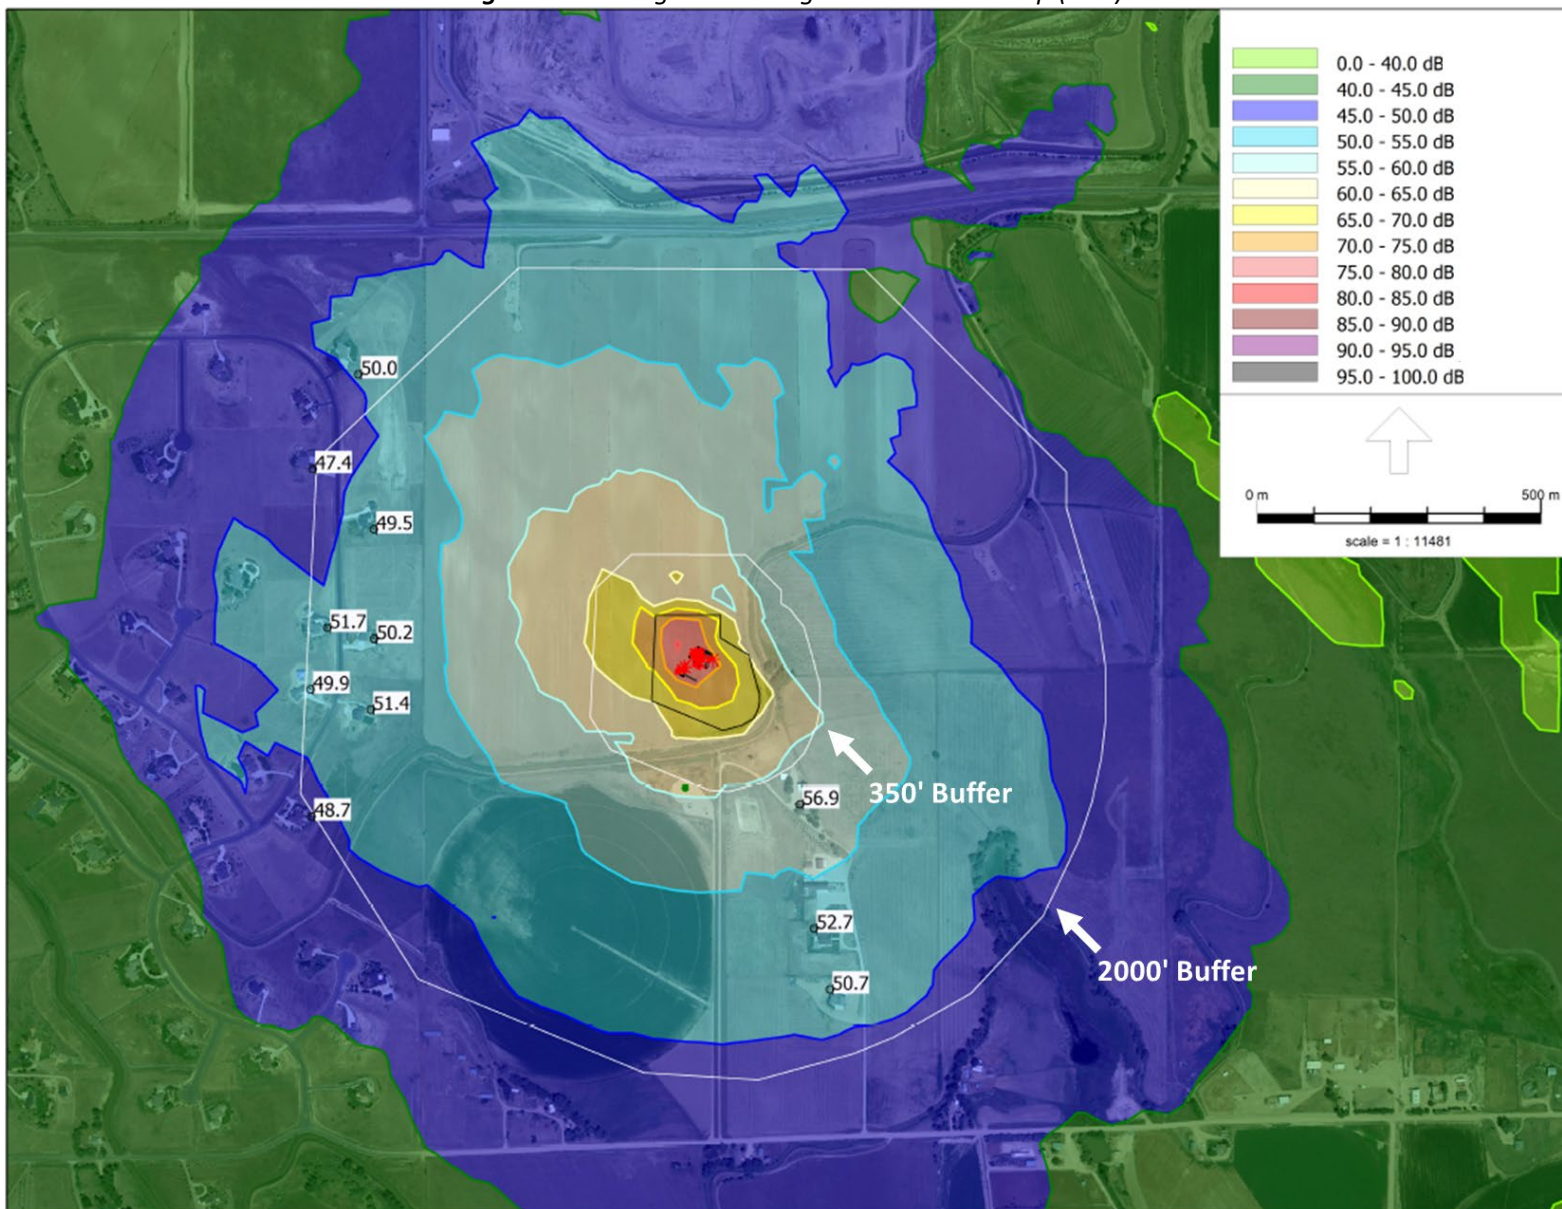 0.0 - 40.0 dB
40.0 - 45.0 dB
45.0 - 50.0 dB
50.0 - 55.0 dB
55.0 - 60.0 dB
60.0 - 65.0 dB
65.0 - 70.0 dB
70.0 - 75.0 dB
75.0 - 80.0 dB
80.0 - 85.0 dB
85.0 - 90.0 dB
90.0 - 95.0 dB
95.0 - 100.0 dB
0 m 500 m
scale = 1 : 11481
50.0
47.4
49.5
51.7
50.2
49.9
51.4
48.7
56.9
350' Buffer
52.7
2000' Buffer
50.7